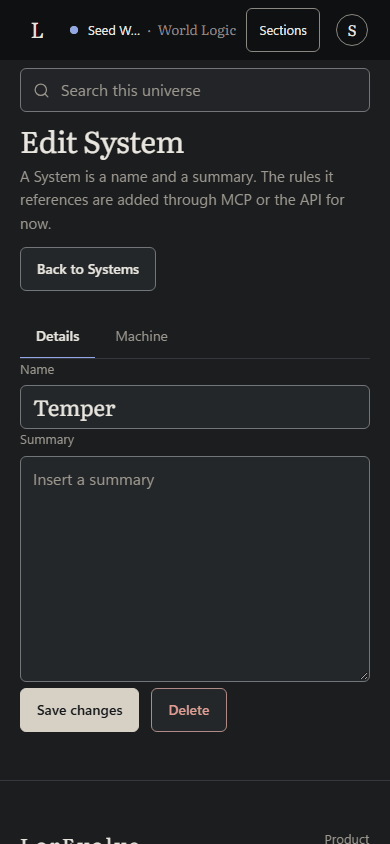 L
Seed W... · World Logic
Sections
S
Search this universe
Edit System
A System is a name and a summary. The rules it
references are added through MCP or the API for
now.
Back to Systems
Details
Machine
Name
Temper
Summary
Insert a summary
Save changes
Delete
Product